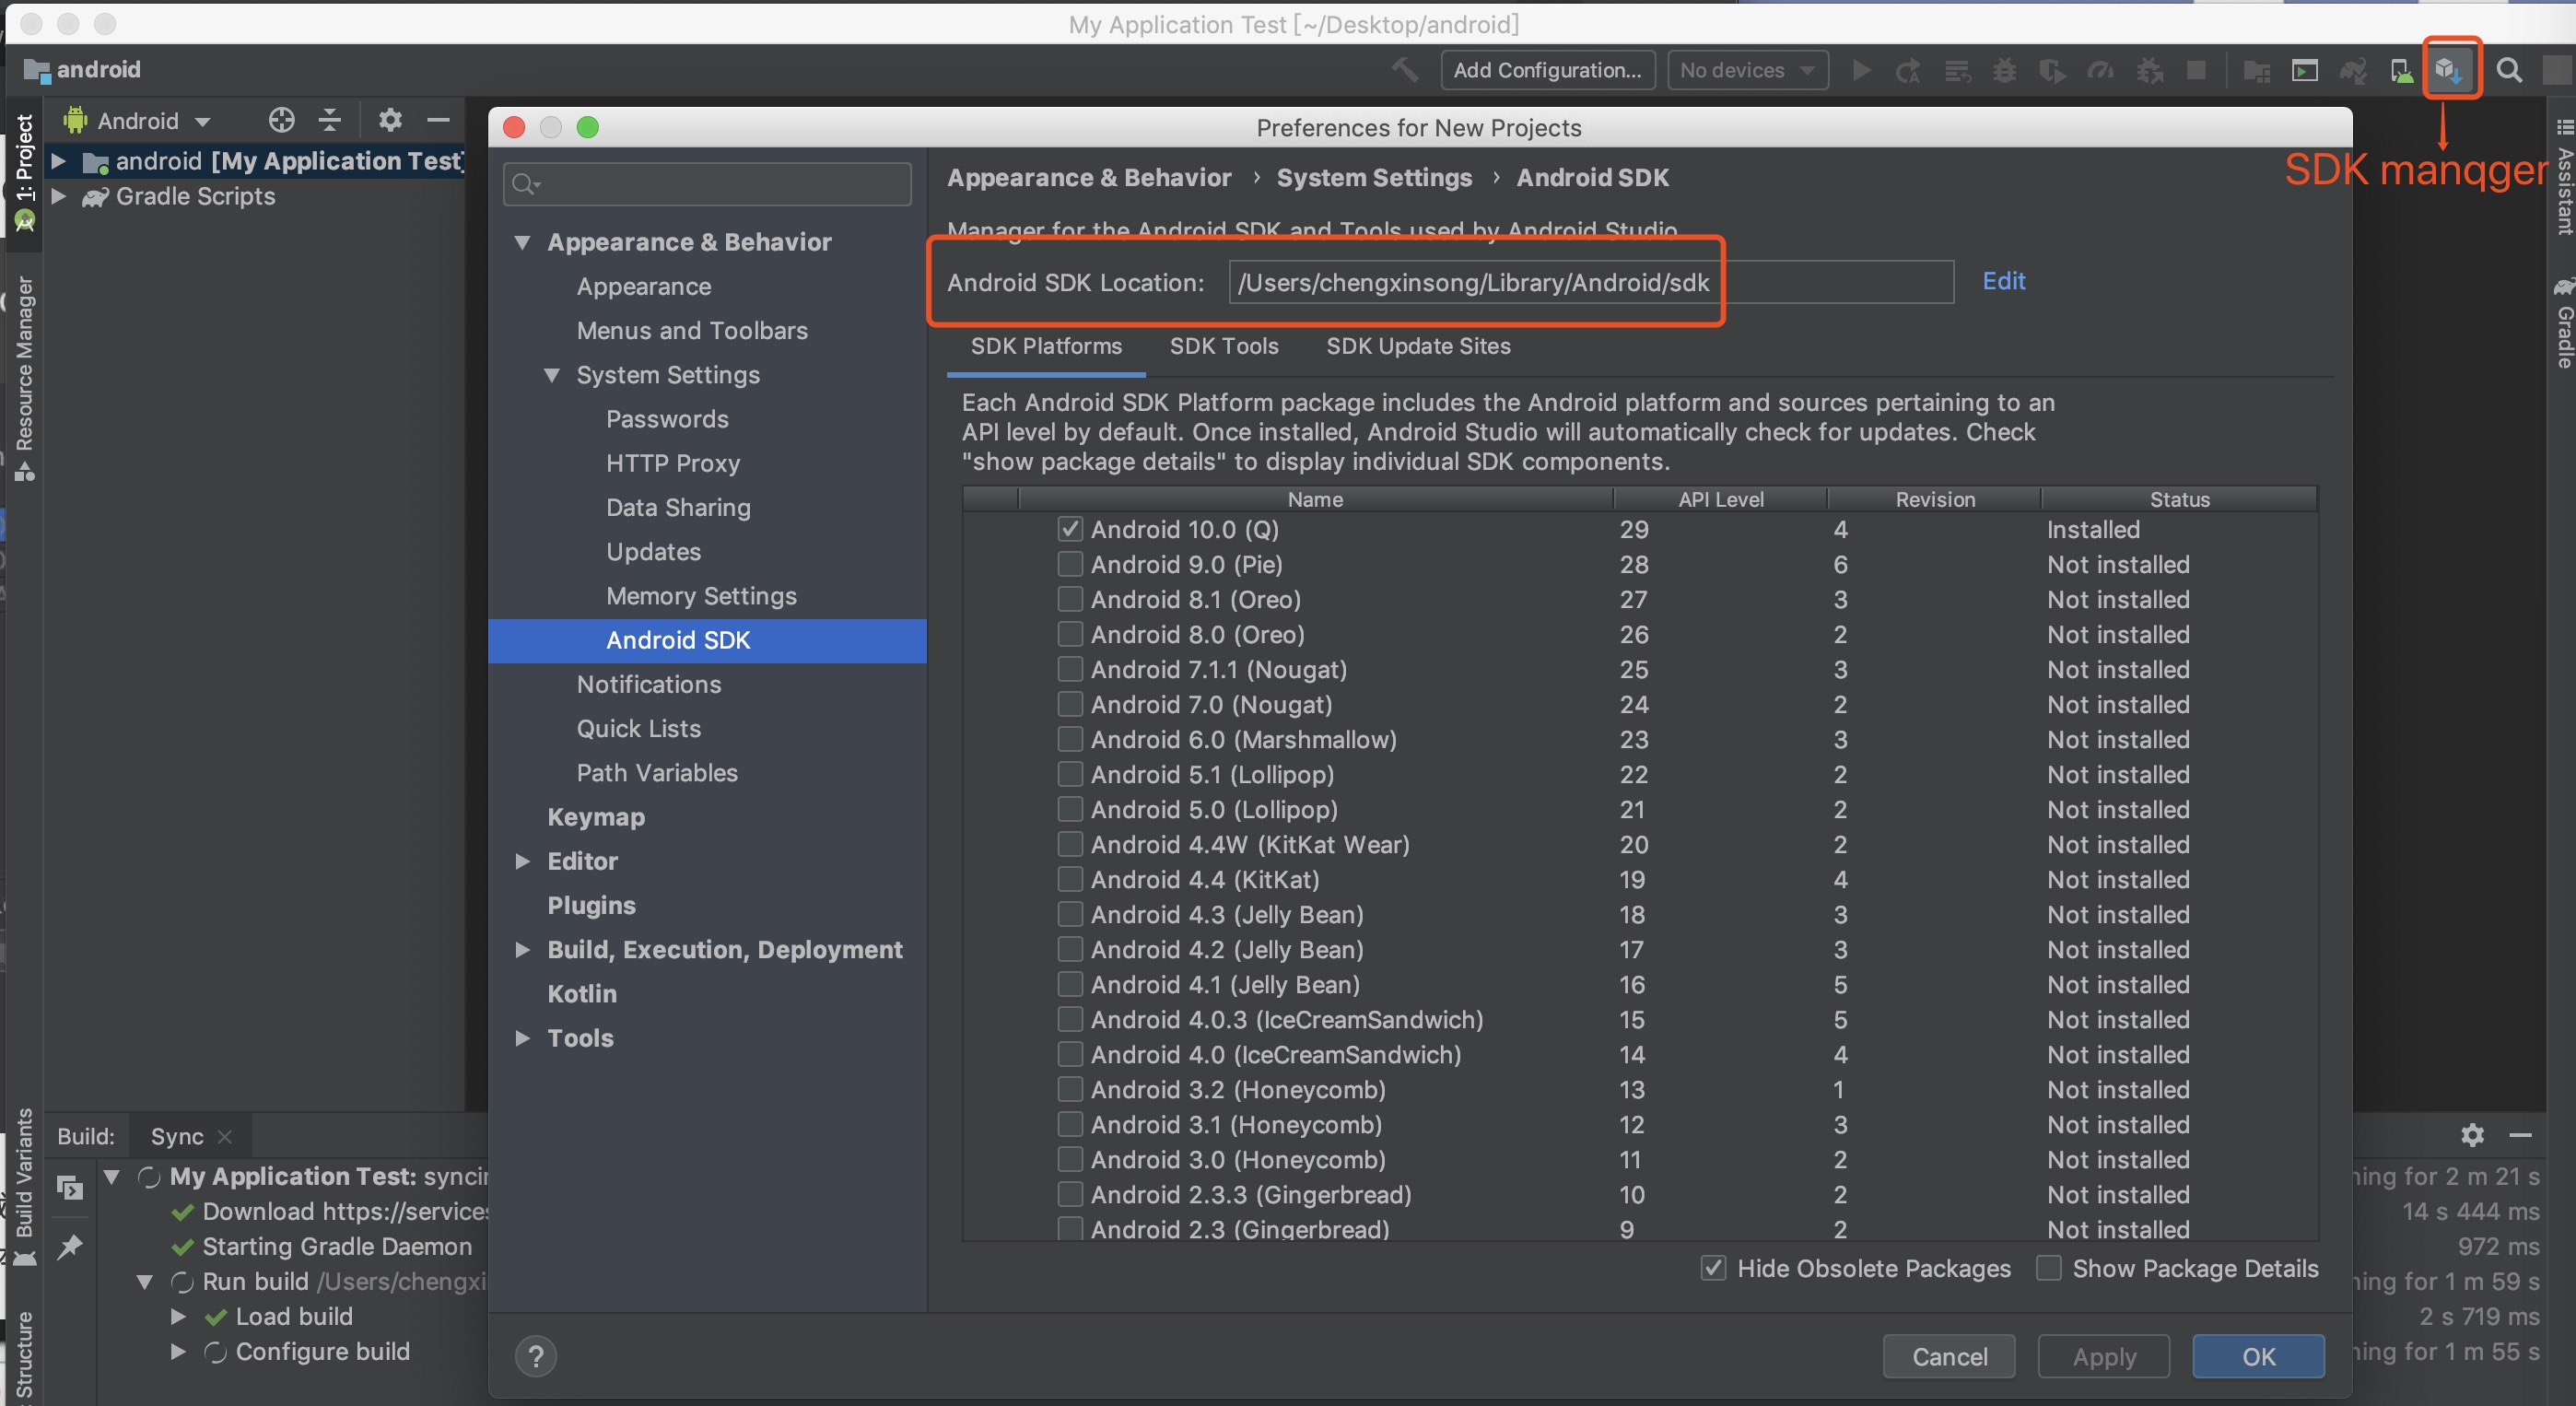 My Application Test [~/Desktop/android]
android
Add Configuration...
No devices
SDK manqger
Android
android [My Application Test]
Gradle Scripts
1: Project
Resource Manager
Build Variants
Structure
Assistant
Gradle
Preferences for New Projects
Appearance & Behavior
Appearance
Menus and Toolbars
System Settings
Passwords
HTTP Proxy
Data Sharing
Updates
Memory Settings
Android SDK
Notifications
Quick Lists
Path Variables
Keymap
Editor
Plugins
Build, Execution, Deployment
Kotlin
Tools
Appearance & Behavior › System Settings › Android SDK
Manager for the Android SDK and Tools used by Android Studio
Android SDK Location: /Users/chengxinsong/Library/Android/sdk Edit
SDK Platforms SDK Tools SDK Update Sites
Each Android SDK Platform package includes the Android platform and sources pertaining to an
API level by default. Once installed, Android Studio will automatically check for updates. Check
"show package details" to display individual SDK components.
Name API Level Revision Status
Android 10.0 (Q) 29 4 Installed
Android 9.0 (Pie) 28 6 Not installed
Android 8.1 (Oreo) 27 3 Not installed
Android 8.0 (Oreo) 26 2 Not installed
Android 7.1.1 (Nougat) 25 3 Not installed
Android 7.0 (Nougat) 24 2 Not installed
Android 6.0 (Marshmallow) 23 3 Not installed
Android 5.1 (Lollipop) 22 2 Not installed
Android 5.0 (Lollipop) 21 2 Not installed
Android 4.4W (KitKat Wear) 20 2 Not installed
Android 4.4 (KitKat) 19 4 Not installed
Android 4.3 (Jelly Bean) 18 3 Not installed
Android 4.2 (Jelly Bean) 17 3 Not installed
Android 4.1 (Jelly Bean) 16 5 Not installed
Android 4.0.3 (IceCreamSandwich) 15 5 Not installed
Android 4.0 (IceCreamSandwich) 14 4 Not installed
Android 3.2 (Honeycomb) 13 1 Not installed
Android 3.1 (Honeycomb) 12 3 Not installed
Android 3.0 (Honeycomb) 11 2 Not installed
Android 2.3.3 (Gingerbread) 10 2 Not installed
Android 2.3 (Gingerbread) 9 2 Not installed
Hide Obsolete Packages Show Package Details
? Cancel Apply OK
Build: Sync
My Application Test: syncin
ning for 2 m 21 s
Download https://services
14 s 444 ms
Starting Gradle Daemon
972 ms
Run build /Users/chengxi
ning for 1 m 59 s
Load build
2 s 719 ms
Configure build
ning for 1 m 55 s